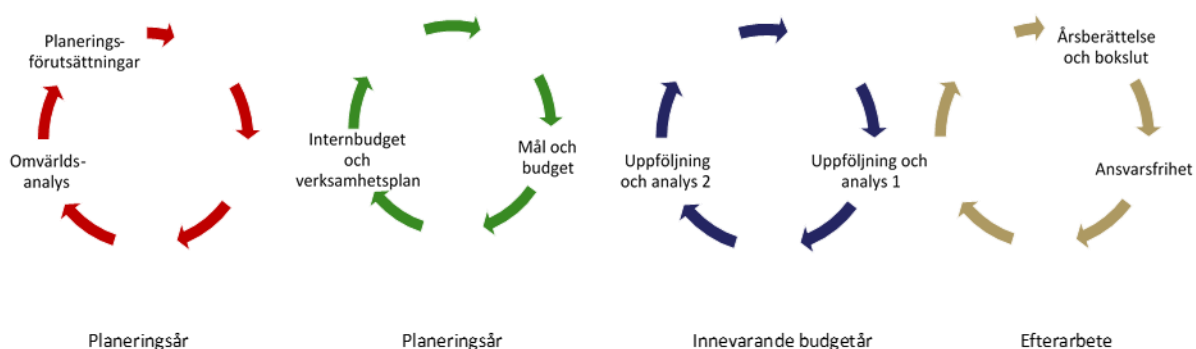 Planerings-
förutsättningar
Omvärlds-
analys
Planeringsår
Internbudget
och
verksamhetsplan
Mål och
budget
Planeringsår
Uppföljning
och analys 2
Uppföljning och
analys 1
Innevarande budgetår
Årsberättelse
och bokslut
Ansvarsfrihet
Efterarbete